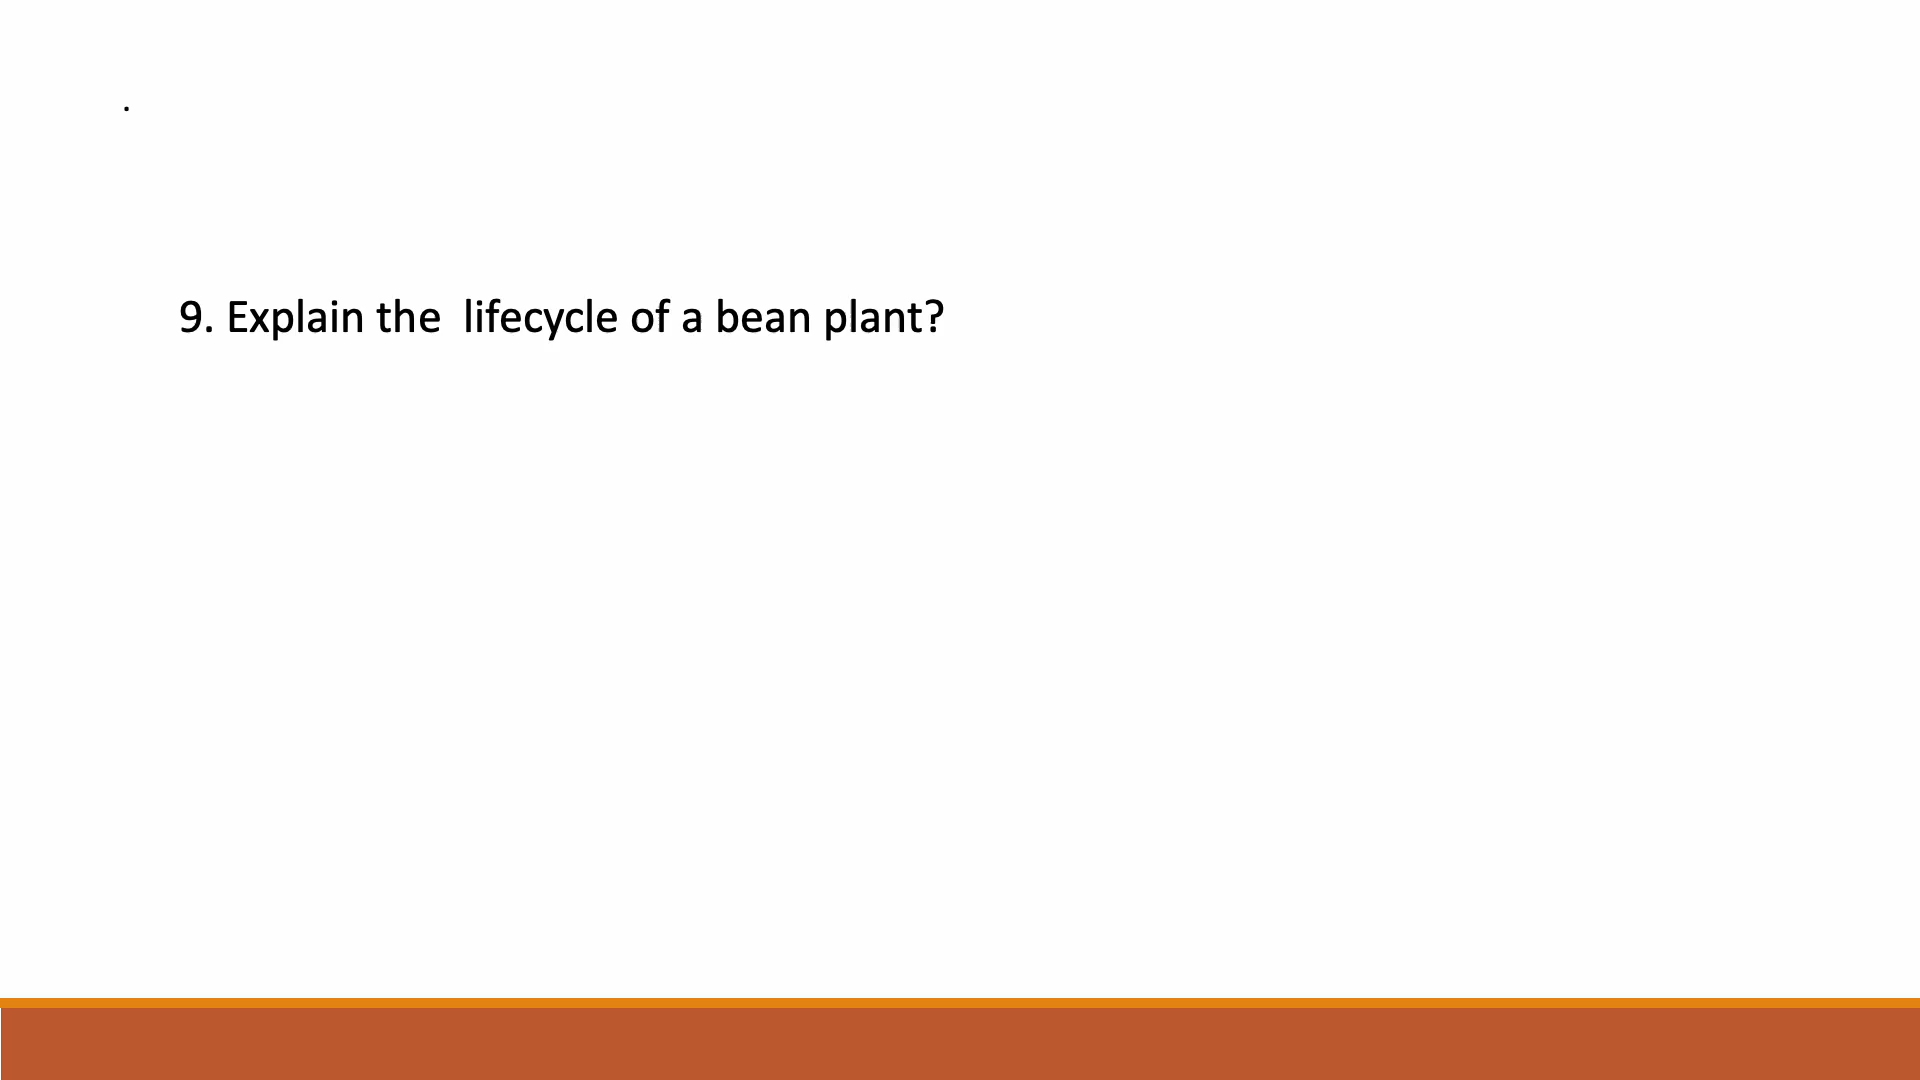 .
9. Explain the  lifecycle of a bean plant?